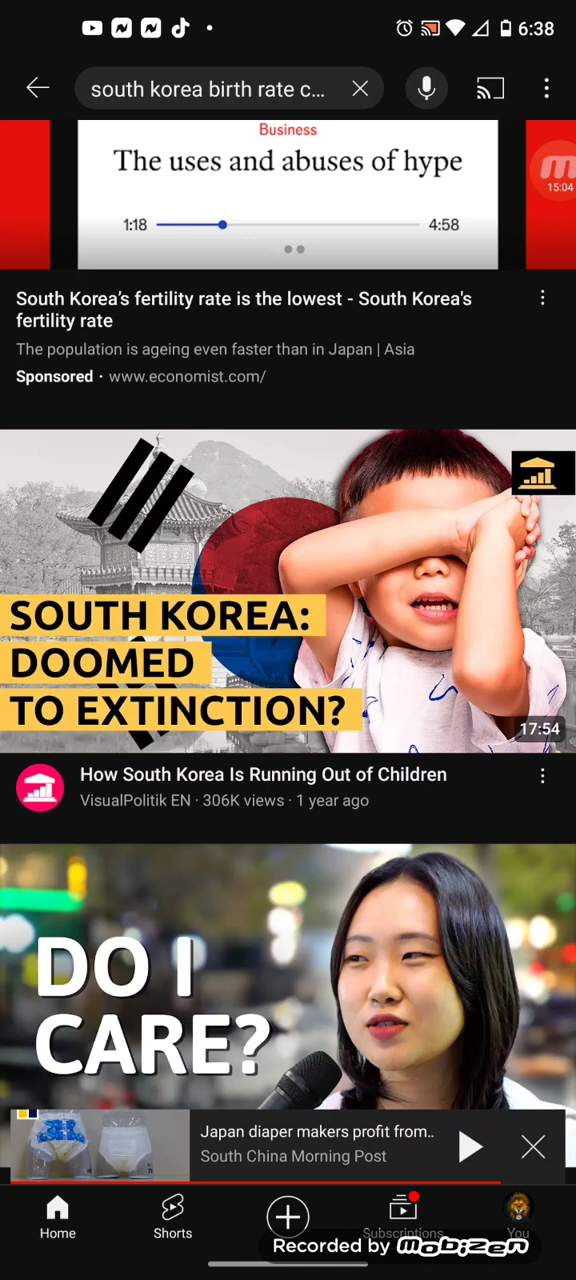 6:38
south korea birth rate c...
Business
The uses and abuses of hype
15:04
1:18
4:58
South Korea's fertility rate is the lowest - South Korea's
fertility rate
The population is ageing even faster than in Japan | Asia
Sponsored · www.economist.com/
SOUTH KOREA:
DOOMED
TO EXTINCTION?
17:54
How South Korea Is Running Out of Children
VisualPolitik EN · 306K views · 1 year ago
DO I
CARE?
Japan diaper makers profit from..
South China Morning Post
Home
Shorts
Subscriptions
You
Recorded by mobizen